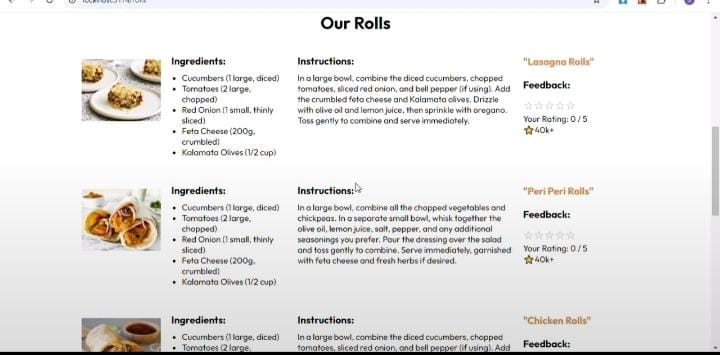 Our Rolls
Ingredients:
• Cucumbers (1 large, diced)
• Tomatoes (2 large,
chopped)
• Red Onion (1 small, thinly
sliced)
• Feta Cheese (200g,
crumbled)
• Kalamata Olives (1/2 cup)
Instructions:
In a large bowl, combine the diced cucumbers, chopped
tomatoes, sliced red onion, and bell pepper (if using). Add
the crumbled feta cheese and Kalamata olives. Drizzle
with olive oil and lemon juice, then sprinkle with oregano.
Toss gently to combine and serve immediately.
"Lasagna Rolls"
Feedback:
Your Rating: 0 / 5
40k+
Ingredients:
• Cucumbers (1 large, diced)
• Tomatoes (2 large,
chopped)
• Red Onion (1 small, thinly
sliced)
• Feta Cheese (200g,
crumbled)
• Kalamata Olives (1/2 cup)
Instructions:
In a large bowl, combine all the chopped vegetables and
chickpeas. In a separate small bowl, whisk together the
olive oil, lemon juice, salt, pepper, and any additional
seasonings you prefer. Pour the dressing over the salad
and toss gently to combine. Serve immediately, garnished
with feta cheese and fresh herbs if desired.
"Peri Peri Rolls"
Feedback:
Your Rating: 0 / 5
40k+
Ingredients:
• Cucumbers (1 large, diced)
• Tomatoes (2 large,
Instructions:
In a large bowl, combine the diced cucumbers, chopped
tomatoes, sliced red onion, and bell pepper (if using). Add
"Chicken Rolls"
Feedback: